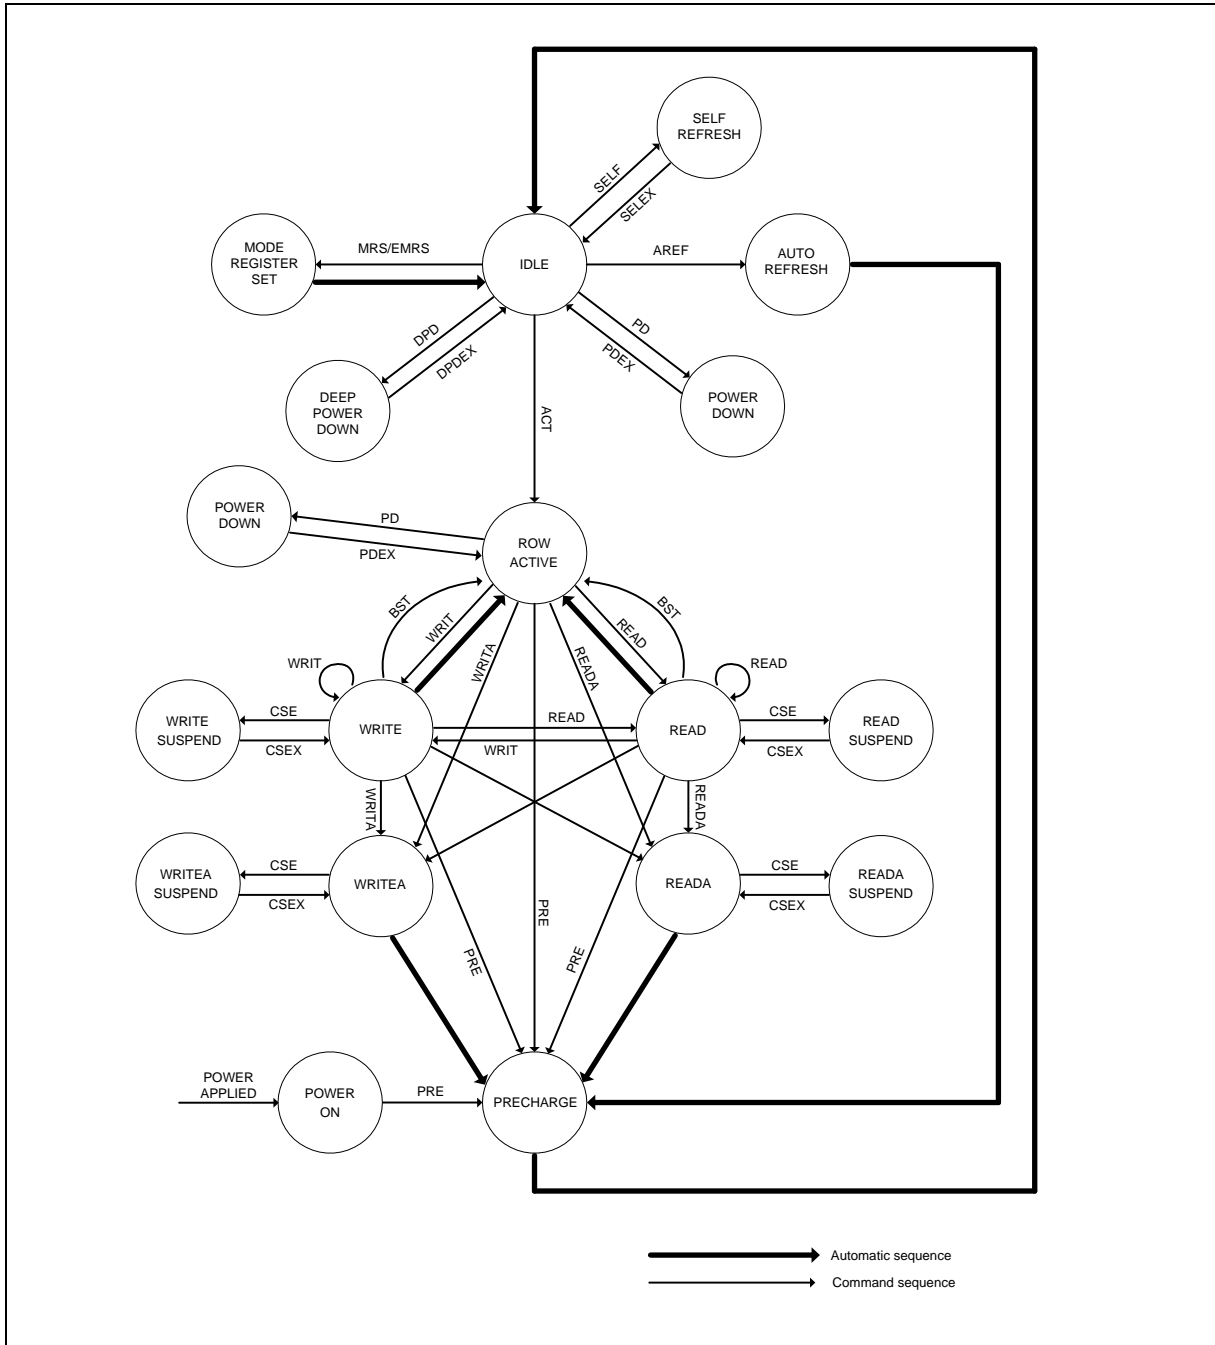 SELF
REFRESH
SELF
SELEX
MODE
REGISTER
SET
MRS/EMRS
IDLE
AREF
AUTO
REFRESH
DPD
DPDEX
PD
PDEX
DEEP
POWER
DOWN
POWER
DOWN
ACT
POWER
DOWN
PD
PDEX
ROW
ACTIVE
BST
WRIT
WRITA
READA
READ
BST
WRIT
READ
WRITE
SUSPEND
CSE
CSEX
WRITE
READ
WRIT
READ
CSE
CSEX
READ
SUSPEND
WRITA
READA
WRITEA
SUSPEND
CSE
CSEX
WRITEA
READA
CSE
CSEX
READA
SUSPEND
PRE
PRE
PRE
POWER
APPLIED
POWER
ON
PRE
PRECHARGE
Automatic sequence
Command sequence